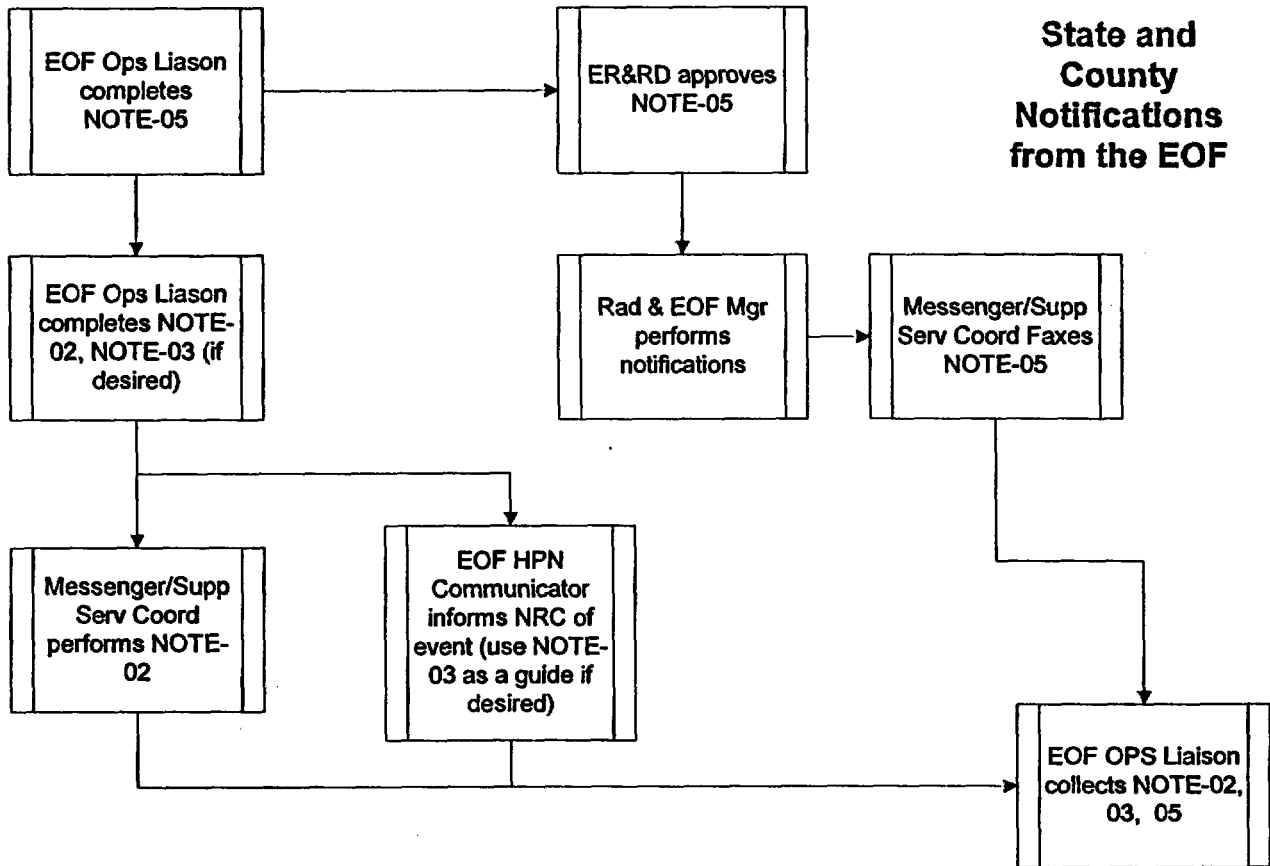 State and
County
Notifications
from the EOF
EOF Ops Liason
completes
NOTE-05
ER&RD approves
NOTE-05
EOF Ops Liason
completes NOTE-
02, NOTE-03 (if
desired)
Rad & EOF Mgr
performs
notifications
Messenger/Supp
Serv Coord Faxes
NOTE-05
Messenger/Supp
Serv Coord
performs NOTE-
02
EOF HPN
Communicator
informs NRC of
event (use NOTE-
03 as a guide if
desired)
EOF OPS Liaison
collects NOTE-02,
03, 05